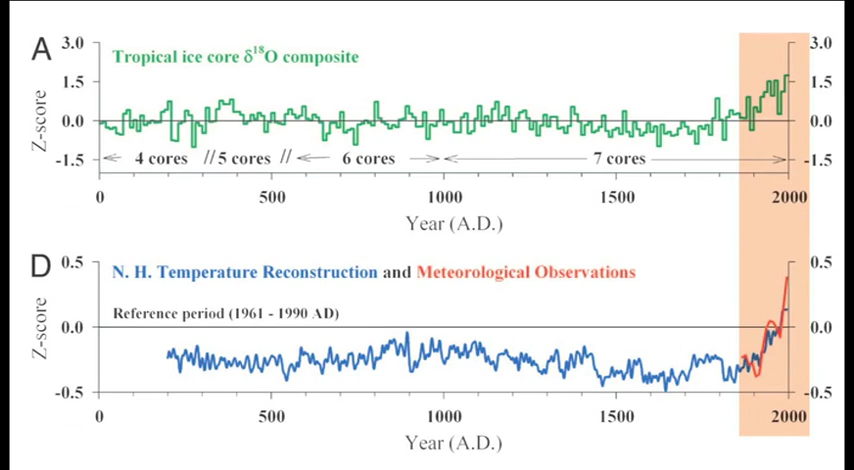 A
3.0
Tropical ice core δ18O composite
3.0
1.5
1.5
0.0
0.0
-1.5
4 cores // 5 cores // 6 cores 7 cores
-1.5
Z-score
0 500 1000 1500 2000
Year (A.D.)
D
0.5
N. H. Temperature Reconstruction and Meteorological Observations
0.5
Reference period (1961 - 1990 AD)
0.0
0.0
-0.5
-0.5
Z-score
0 500 1000 1500 2000
Year (A.D.)